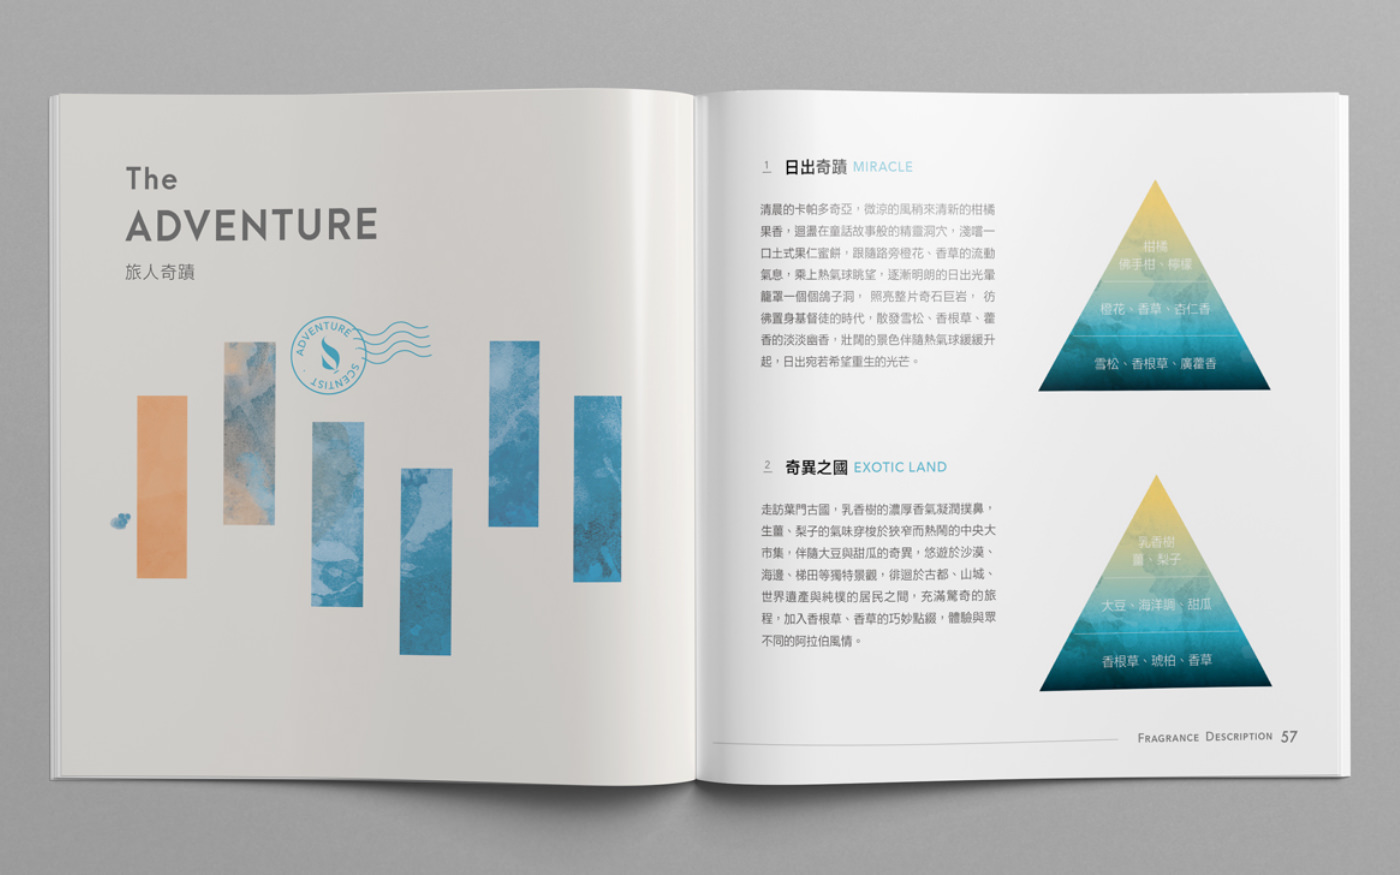 The
ADVENTURE
旅人奇蹟
ADVENTURE
SCENTIST
1 日出奇蹟 MIRACLE
清晨的卡帕多奇亞，微涼的風稍來清新的柑橘
果香，迴盪在童話故事般的精靈洞穴，淺嚐一
口土式果仁蜜餅，跟隨路旁橙花、香草的流動
氣息，乘上熱氣球眺望，逐漸明朗的日出光暈
籠罩一個個鴿子洞， 照亮整片奇石巨岩， 彷
彿置身基督徒的時代，散發雪松、香根草、藿
香的淡淡幽香，壯闊的景色伴隨熱氣球緩緩升
起，日出宛若希望重生的光芒。
柑橘
佛手柑、檸檬
橙花、香草、杏仁香
雪松、香根草、廣藿香
2 奇異之國 EXOTIC LAND
走訪葉門古國，乳香樹的濃厚香氣凝潤撲鼻，
生薑、梨子的氣味穿梭於狹窄而熱鬧的中央大
市集，伴隨大豆與甜瓜的奇異，悠遊於沙漠、
海邊、梯田等獨特景觀，徘迴於古都、山城、
世界遺產與純樸的居民之間，充滿驚奇的旅
程，加入香根草、香草的巧妙點綴，體驗與眾
不同的阿拉伯風情。
乳香樹
薑、梨子
大豆、海洋調、甜瓜
香根草、琥柏、香草
FRAGRANCE DESCRIPTION 57